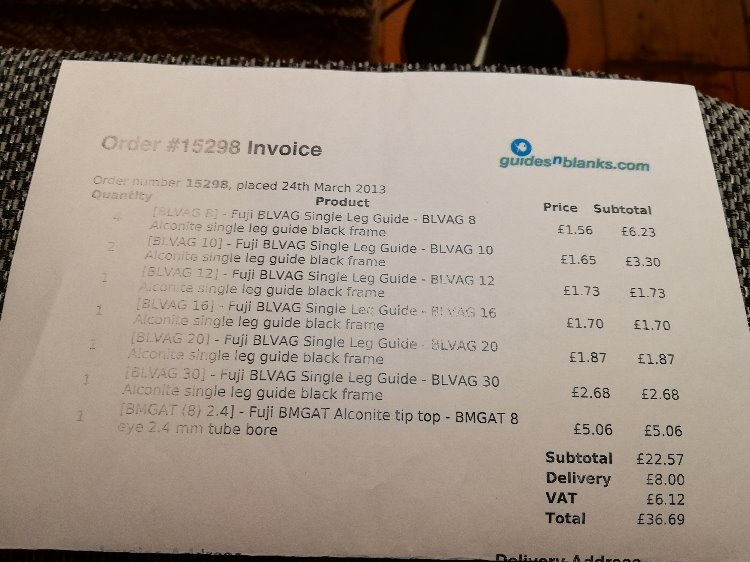 Order #15298 Invoice
guidesnblanks.com
Order number 15298, placed 24th March 2013
Quantity Product Price Subtotal
4 [BLVAG 8] - Fuji BLVAG Single Leg Guide - BLVAG 8 £1.56 £6.23
Alconite single leg guide black frame
2 [BLVAG 10] - Fuji BLVAG Single Leg Guide - BLVAG 10 £1.65 £3.30
Alconite single leg guide black frame
1 [BLVAG 12] - Fuji BLVAG Single Leg Guide - BLVAG 12 £1.73 £1.73
Alconite single leg guide black frame
1 [BLVAG 16] - Fuji BLVAG Single Leg Guide - BLVAG 16 £1.70 £1.70
Alconite single leg guide black frame
1 [BLVAG 20] - Fuji BLVAG Single Leg Guide - BLVAG 20 £1.87 £1.87
Alconite single leg guide black frame
1 [BLVAG 30] - Fuji BLVAG Single Leg Guide - BLVAG 30 £2.68 £2.68
Alconite single leg guide black frame
1 [BMGAT (8) 2.4] - Fuji BMGAT Alconite tip top - BMGAT 8 £5.06 £5.06
eye 2.4 mm tube bore
Subtotal £22.57
Delivery £8.00
VAT £6.12
Total £36.69
Delivery Address